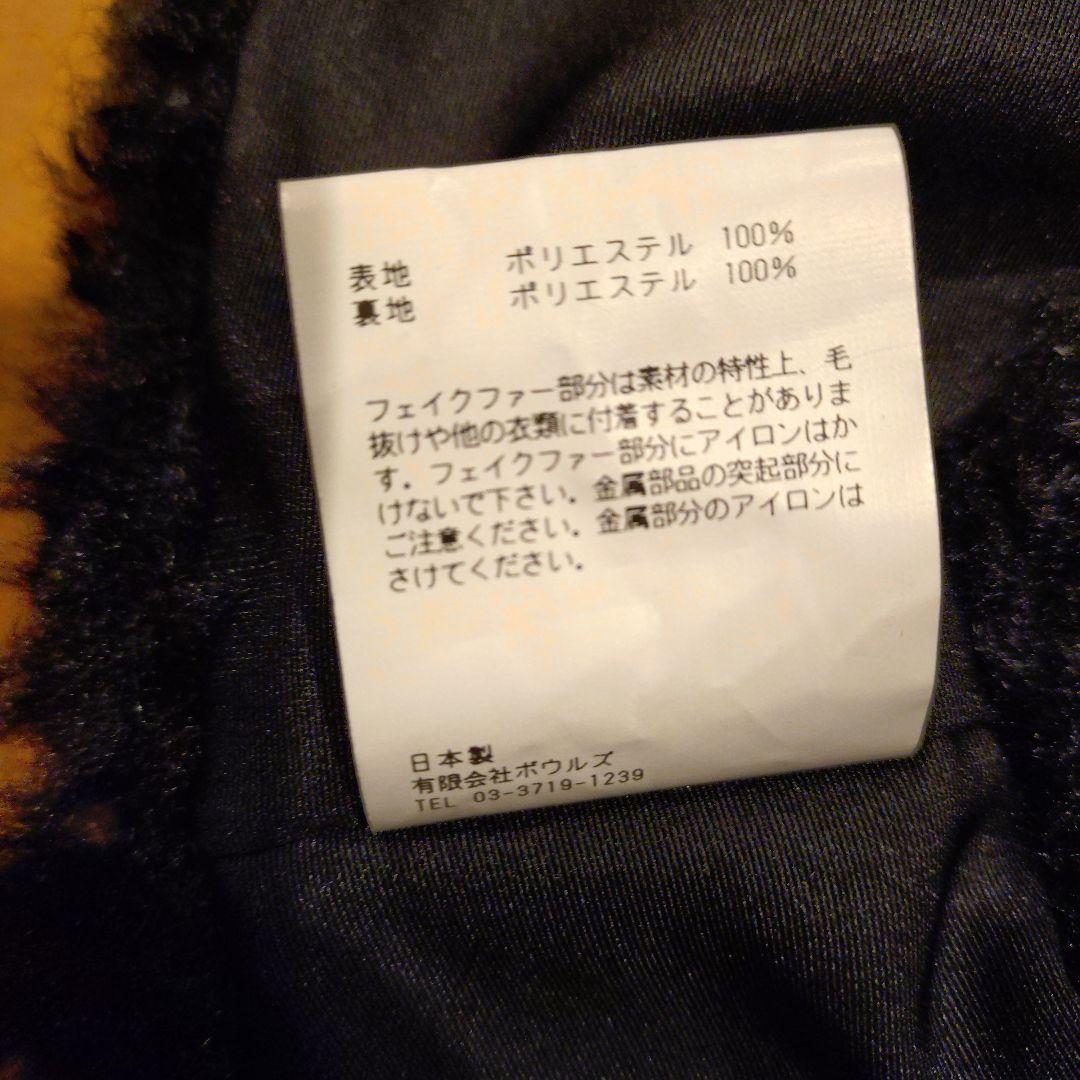 表地 ポリエステル 100%
裏地 ポリエステル 100%
フェイクファー部分は素材の特性上、毛
抜けや他の衣類に付着することがありま
す。フェイクファー部分にアイロンはか
けないで下さい。金属部品の突起部分に
ご注意ください。金属部分のアイロンは
さけてください。
日本製
有限会社ボウルズ
TEL 03-3719-1239